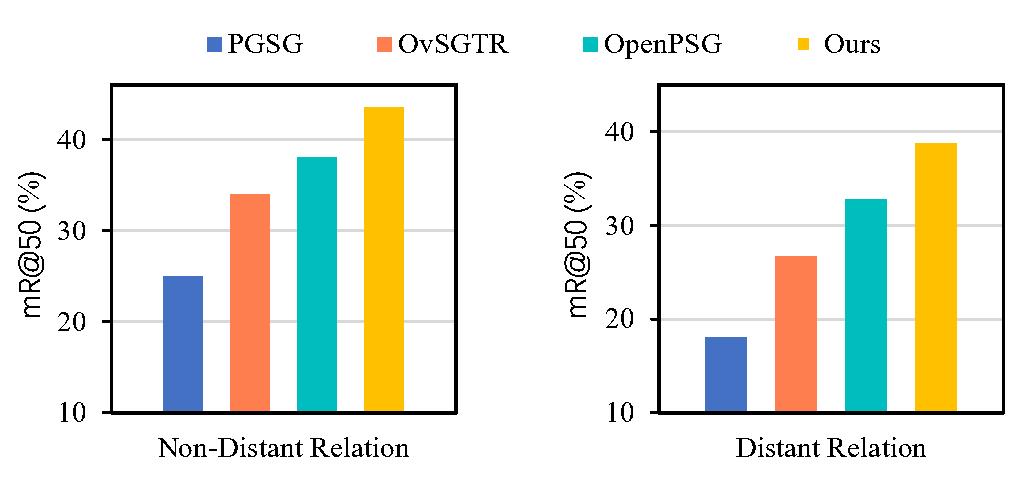 PGSG OvSGTR OpenPSG Ours
mR@50 (%)
40
30
20
10
Non-Distant Relation
mR@50 (%)
40
30
20
10
Distant Relation